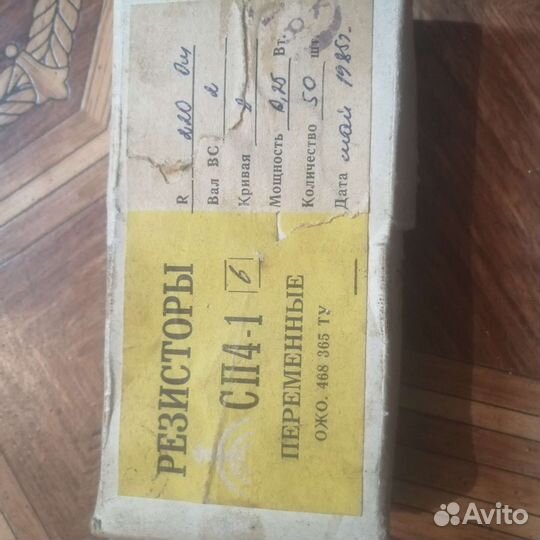 РЕЗИСТОРЫ
СП4-1 в
ПЕРЕМЕННЫЕ
ОЖО. 468 365 ТУ
R 220 Ом
Вал ВС 2
Кривая
Мощность 0,25 Вт.
Количество 50 шт.
Дата май 1985г.
Avito